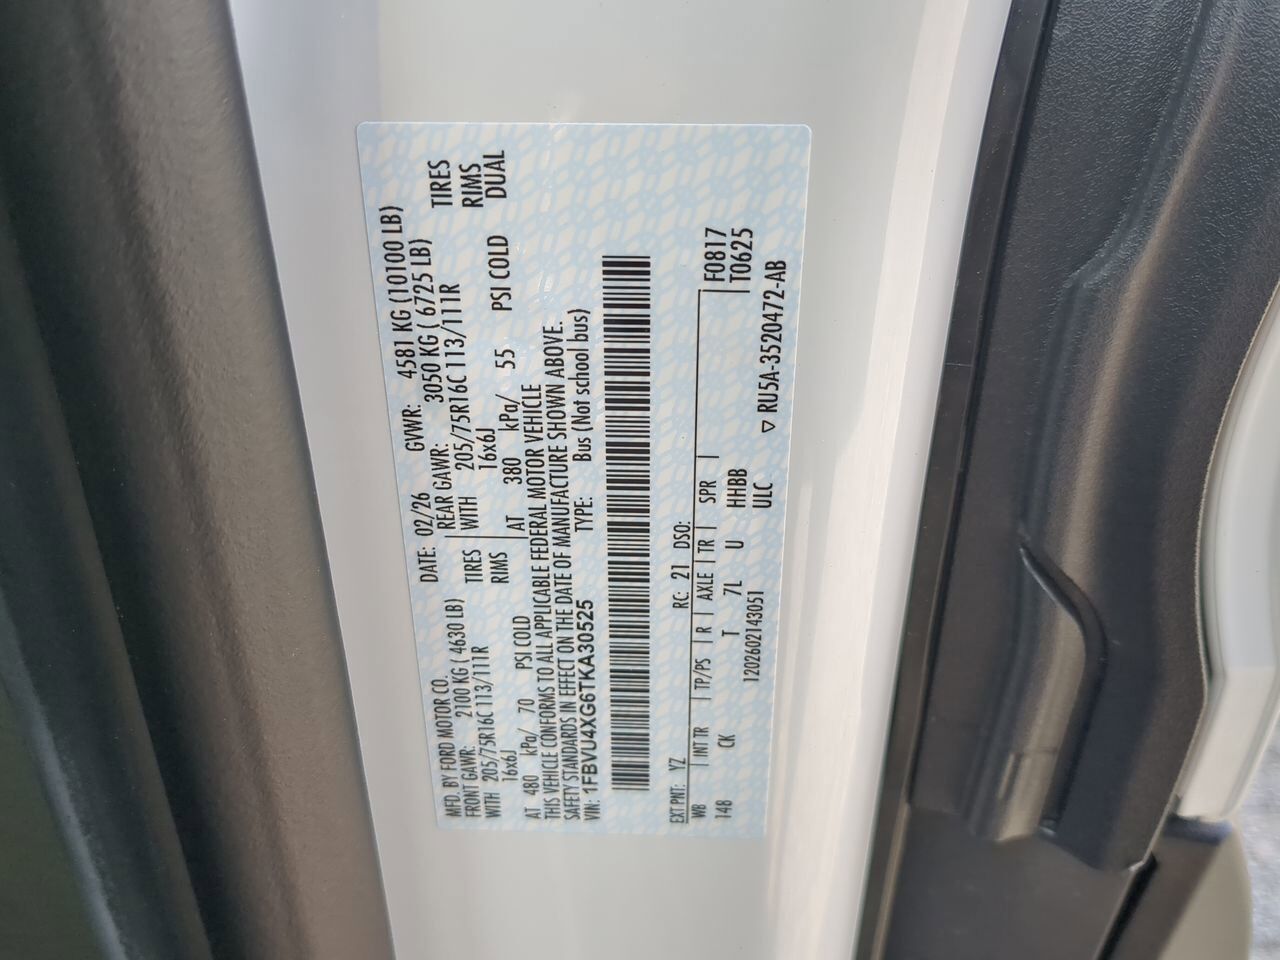 MFD. BY FORD MOTOR CO. DATE: 02/26 GVWR: 4581 KG (10100 LB)
FRONT GAWR: 2100 KG ( 4630 LB) REAR GAWR: 3050 KG ( 6725 LB)
WITH 205/75R16C 113/111R TIRES WITH 205/75R16C 113/111R TIRES
16x6J RIMS 16x6J RIMS
AT 480 kPa/ 70 PSI COLD AT 380 kPa/ 55 PSI COLD DUAL
THIS VEHICLE CONFORMS TO ALL APPLICABLE FEDERAL MOTOR VEHICLE
SAFETY STANDARDS IN EFFECT ON THE DATE OF MANUFACTURE SHOWN ABOVE.
VIN: 1FBVU4XG6TKA30525 TYPE: Bus (Not school bus)
EXT PNT: YZ RC: 21 DSO:
WB INT TR TP/PS R AXLE TR SPR F0817
148 CK T 7L U HHBB T0625
1202602143051 ULC
▽ RU5A-3520472-AB